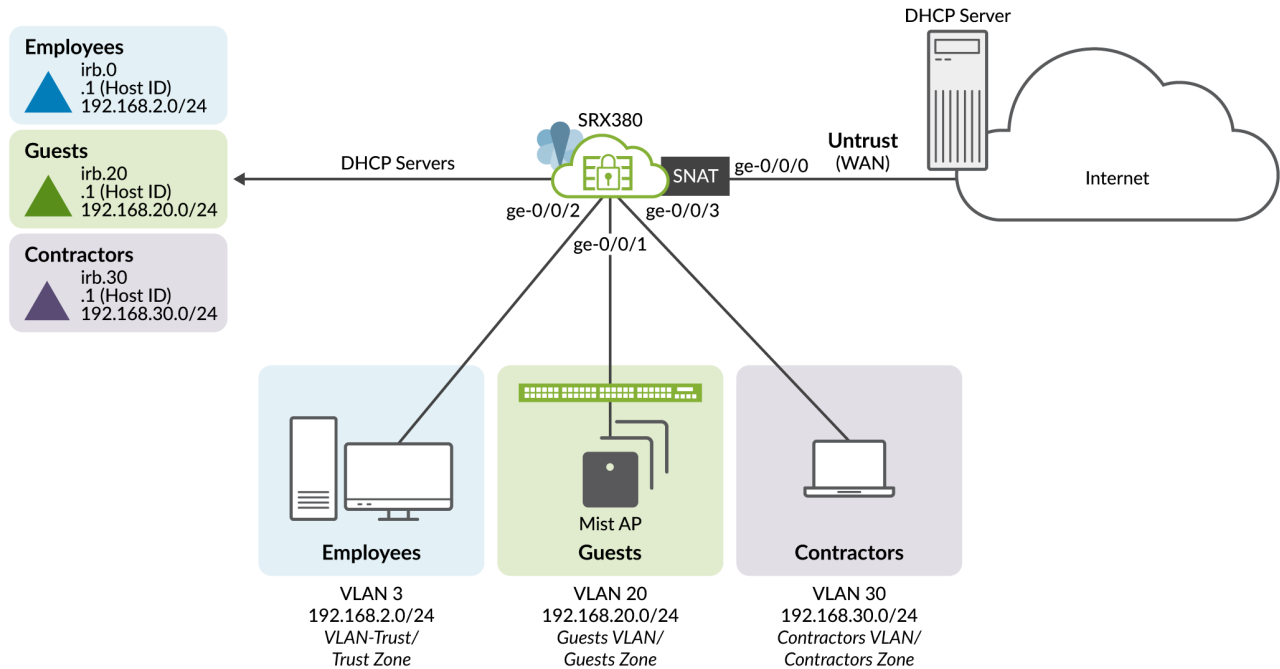 Employees
irb.0
.1 (Host ID)
192.168.2.0/24
Guests
irb.20
.1 (Host ID)
192.168.20.0/24
Contractors
irb.30
.1 (Host ID)
192.168.30.0/24
DHCP Servers
SRX380
SNAT
ge-0/0/0
Untrust
(WAN)
DHCP Server
Internet
ge-0/0/2
ge-0/0/3
ge-0/0/1
Employees
VLAN 3
192.168.2.0/24
VLAN-Trust/
Trust Zone
Mist AP
Guests
VLAN 20
192.168.20.0/24
Guests VLAN/
Guests Zone
Contractors
VLAN 30
192.168.30.0/24
Contractors VLAN/
Contractors Zone